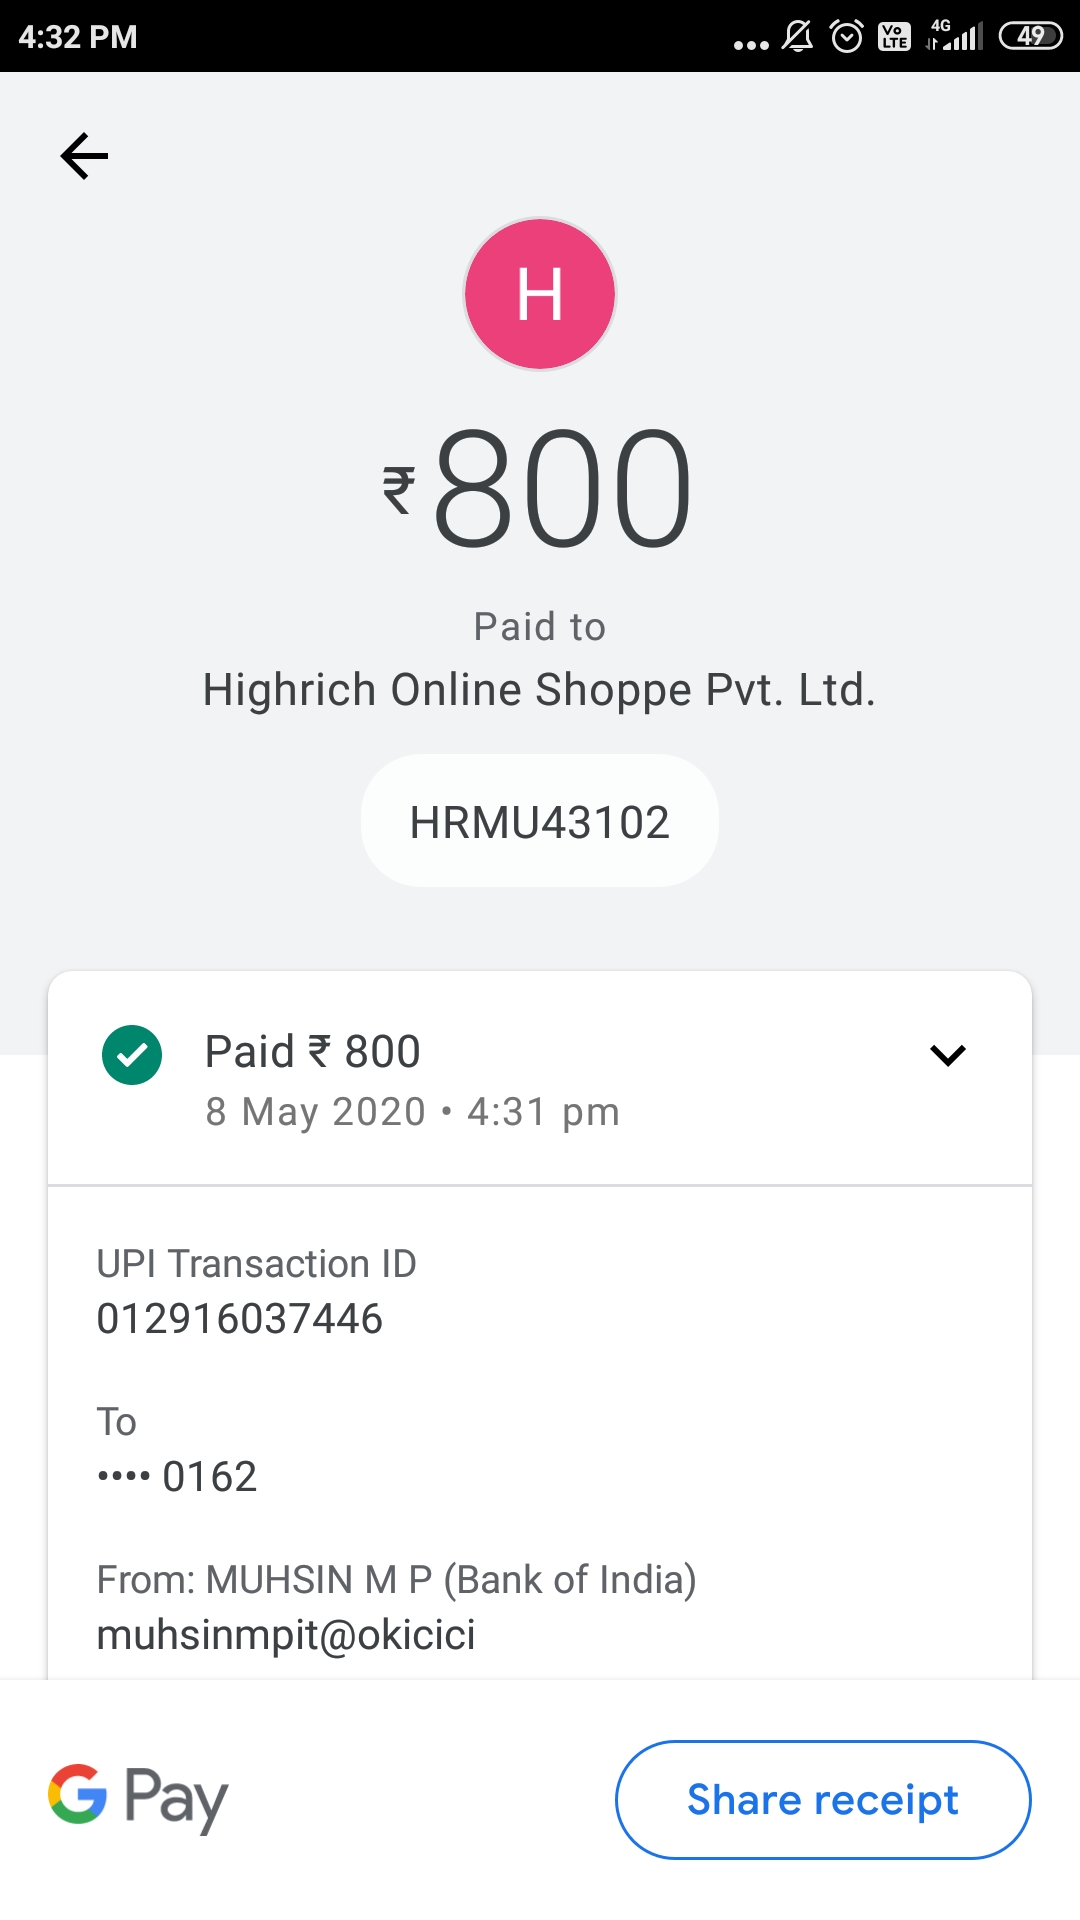 4:32 PM
Vo LTE 4G 49
H
₹800
Paid to
Highrich Online Shoppe Pvt. Ltd.
HRMU43102
Paid ₹ 800
8 May 2020 • 4:31 pm
UPI Transaction ID
012916037446
To
•••• 0162
From: MUHSIN M P (Bank of India)
muhsinmpit@okicici
G Pay
Share receipt